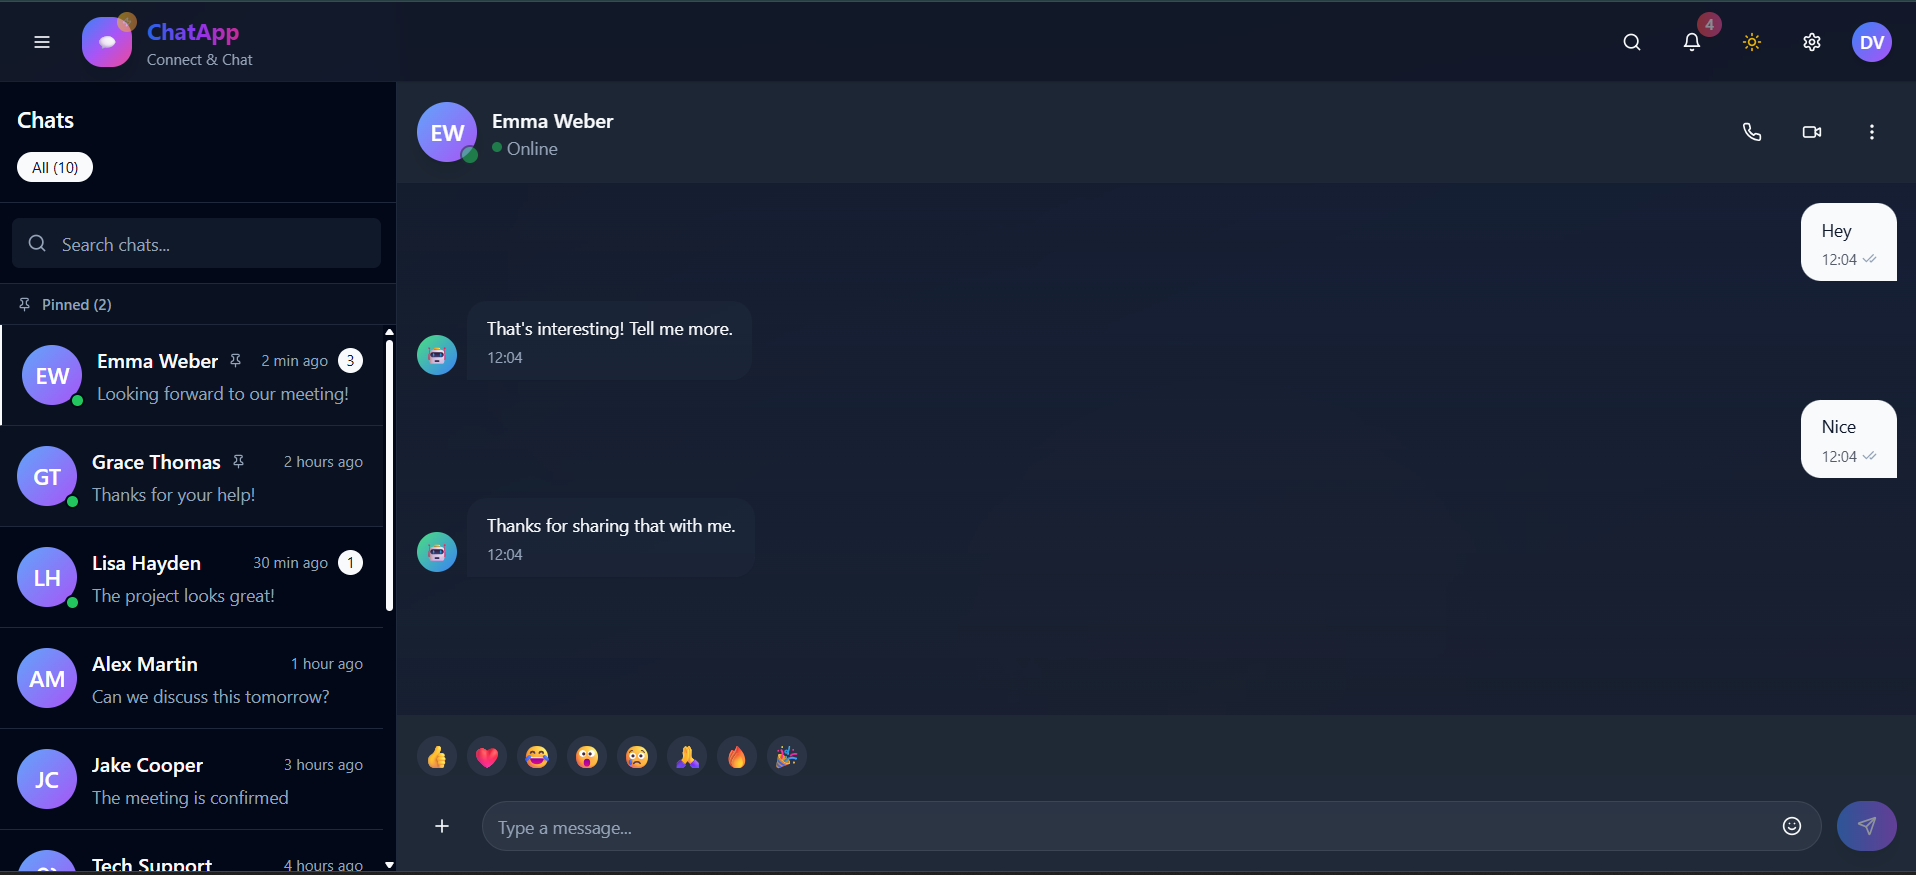 ChatApp
Connect & Chat
4
DV
Chats
All (10)
Search chats...
Pinned (2)
EW
Emma Weber
2 min ago
3
Looking forward to our meeting!
GT
Grace Thomas
2 hours ago
Thanks for your help!
LH
Lisa Hayden
30 min ago
1
The project looks great!
AM
Alex Martin
1 hour ago
Can we discuss this tomorrow?
JC
Jake Cooper
3 hours ago
The meeting is confirmed
Tech Support
4 hours ago
EW
Emma Weber
Online
Hey
12:04
That's interesting! Tell me more.
12:04
Nice
12:04
Thanks for sharing that with me.
12:04
Type a message...